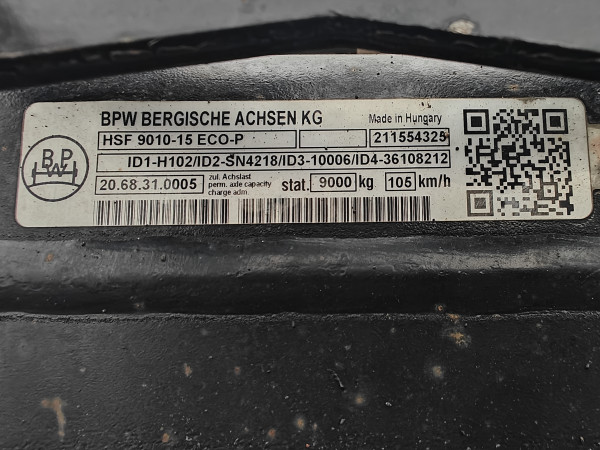 BPW BERGISCHE ACHSEN KG Made in Hungary
HSF 9010-15 ECO-P 211554325
ID1-H102/ID2-SN4218/ID3-10006/ID4-36108212
BPW
20.68.31.0005 zul. Achslast stat. 9000 kg 105 km/h
perm. axle capacity
charge adm.